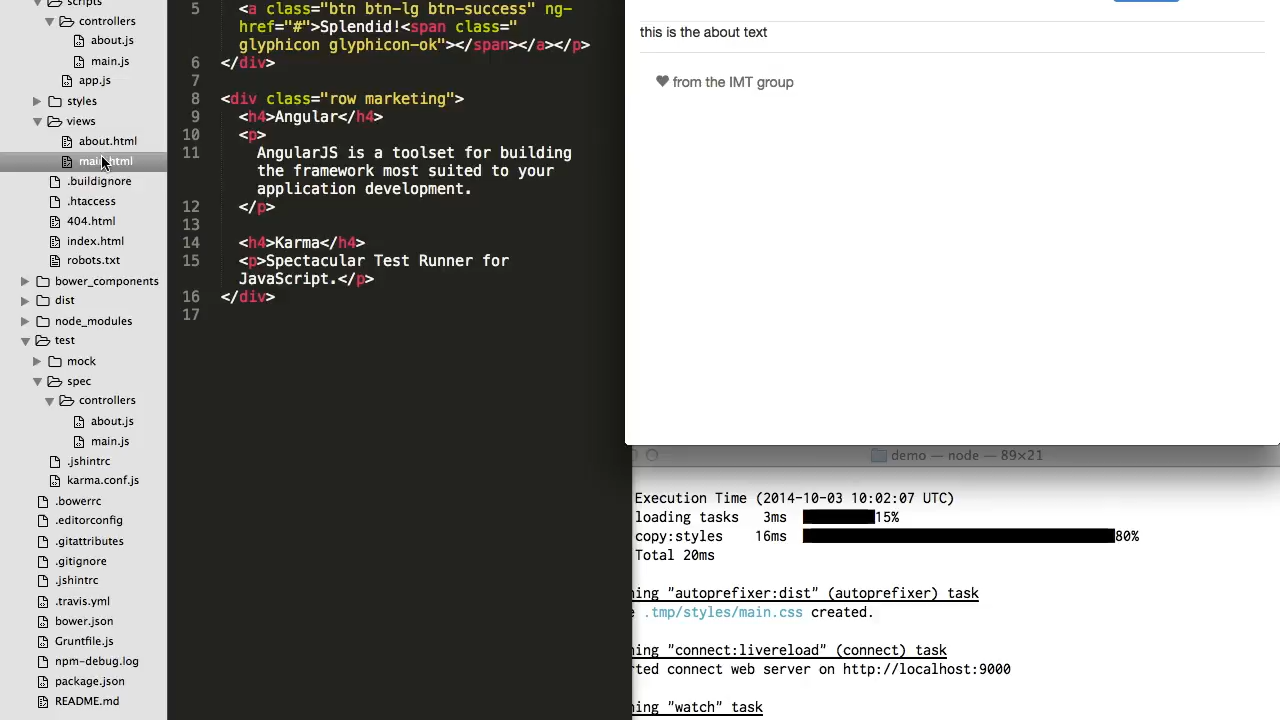 scripts
controllers
about.js
main.js
app.js
styles
views
about.html
main.html
.buildignore
.htaccess
404.html
index.html
robots.txt
bower_components
dist
node_modules
test
mock
spec
controllers
about.js
main.js
.jshintrc
karma.conf.js
.bowerrc
.editorconfig
.gitattributes
.gitignore
.jshintrc
.travis.yml
bower.json
Gruntfile.js
npm-debug.log
package.json
README.md
5 <a class="btn btn-lg btn-success" ng-
href="#">Splendid!<span class="
glyphicon glyphicon-ok"></span></a></p>
6 </div>
7
8 <div class="row marketing">
9 <h4>Angular</h4>
10 <p>
11 AngularJS is a toolset for building
the framework most suited to your
application development.
12 </p>
13
14 <h4>Karma</h4>
15 <p>Spectacular Test Runner for
JavaScript.</p>
16 </div>
17
this is the about text
♥ from the IMT group
demo — node — 89×21
Execution Time (2014-10-03 10:02:07 UTC)
loading tasks 3ms 15%
copy:styles 16ms 80%
Total 20ms
ning "autoprefixer:dist" (autoprefixer) task
e .tmp/styles/main.css created.
ning "connect:livereload" (connect) task
rted connect web server on http://localhost:9000
ning "watch" task